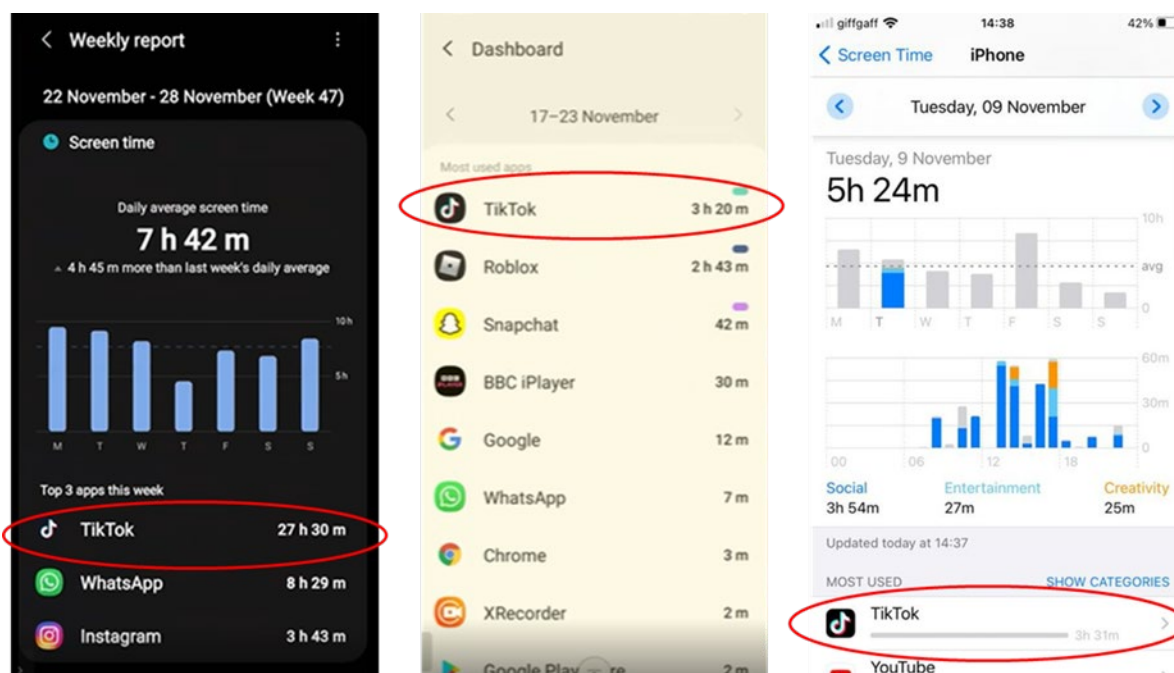 Weekly report
22 November - 28 November (Week 47)
Screen time
Daily average screen time
7 h 42 m
4 h 45 m more than last week's daily average
10 h
5 h
M T W T F S S
Top 3 apps this week
TikTok 27 h 30 m
WhatsApp 8 h 29 m
Instagram 3 h 43 m
Dashboard
17–23 November
Most used apps
TikTok 3 h 20 m
Roblox 2 h 43 m
Snapchat 42 m
BBC iPlayer 30 m
Google 12 m
WhatsApp 7 m
Chrome 3 m
XRecorder 2 m
Google Play re 2 m
giffgaff 14:38 42%
Screen Time iPhone
Tuesday, 09 November
Tuesday, 9 November
5h 24m
10h
avg
0
M T W T F S S
60m
30m
0
00 06 12 18
Social Entertainment Creativity
3h 54m 27m 25m
Updated today at 14:37
MOST USED SHOW CATEGORIES
TikTok
3h 31m
YouTube